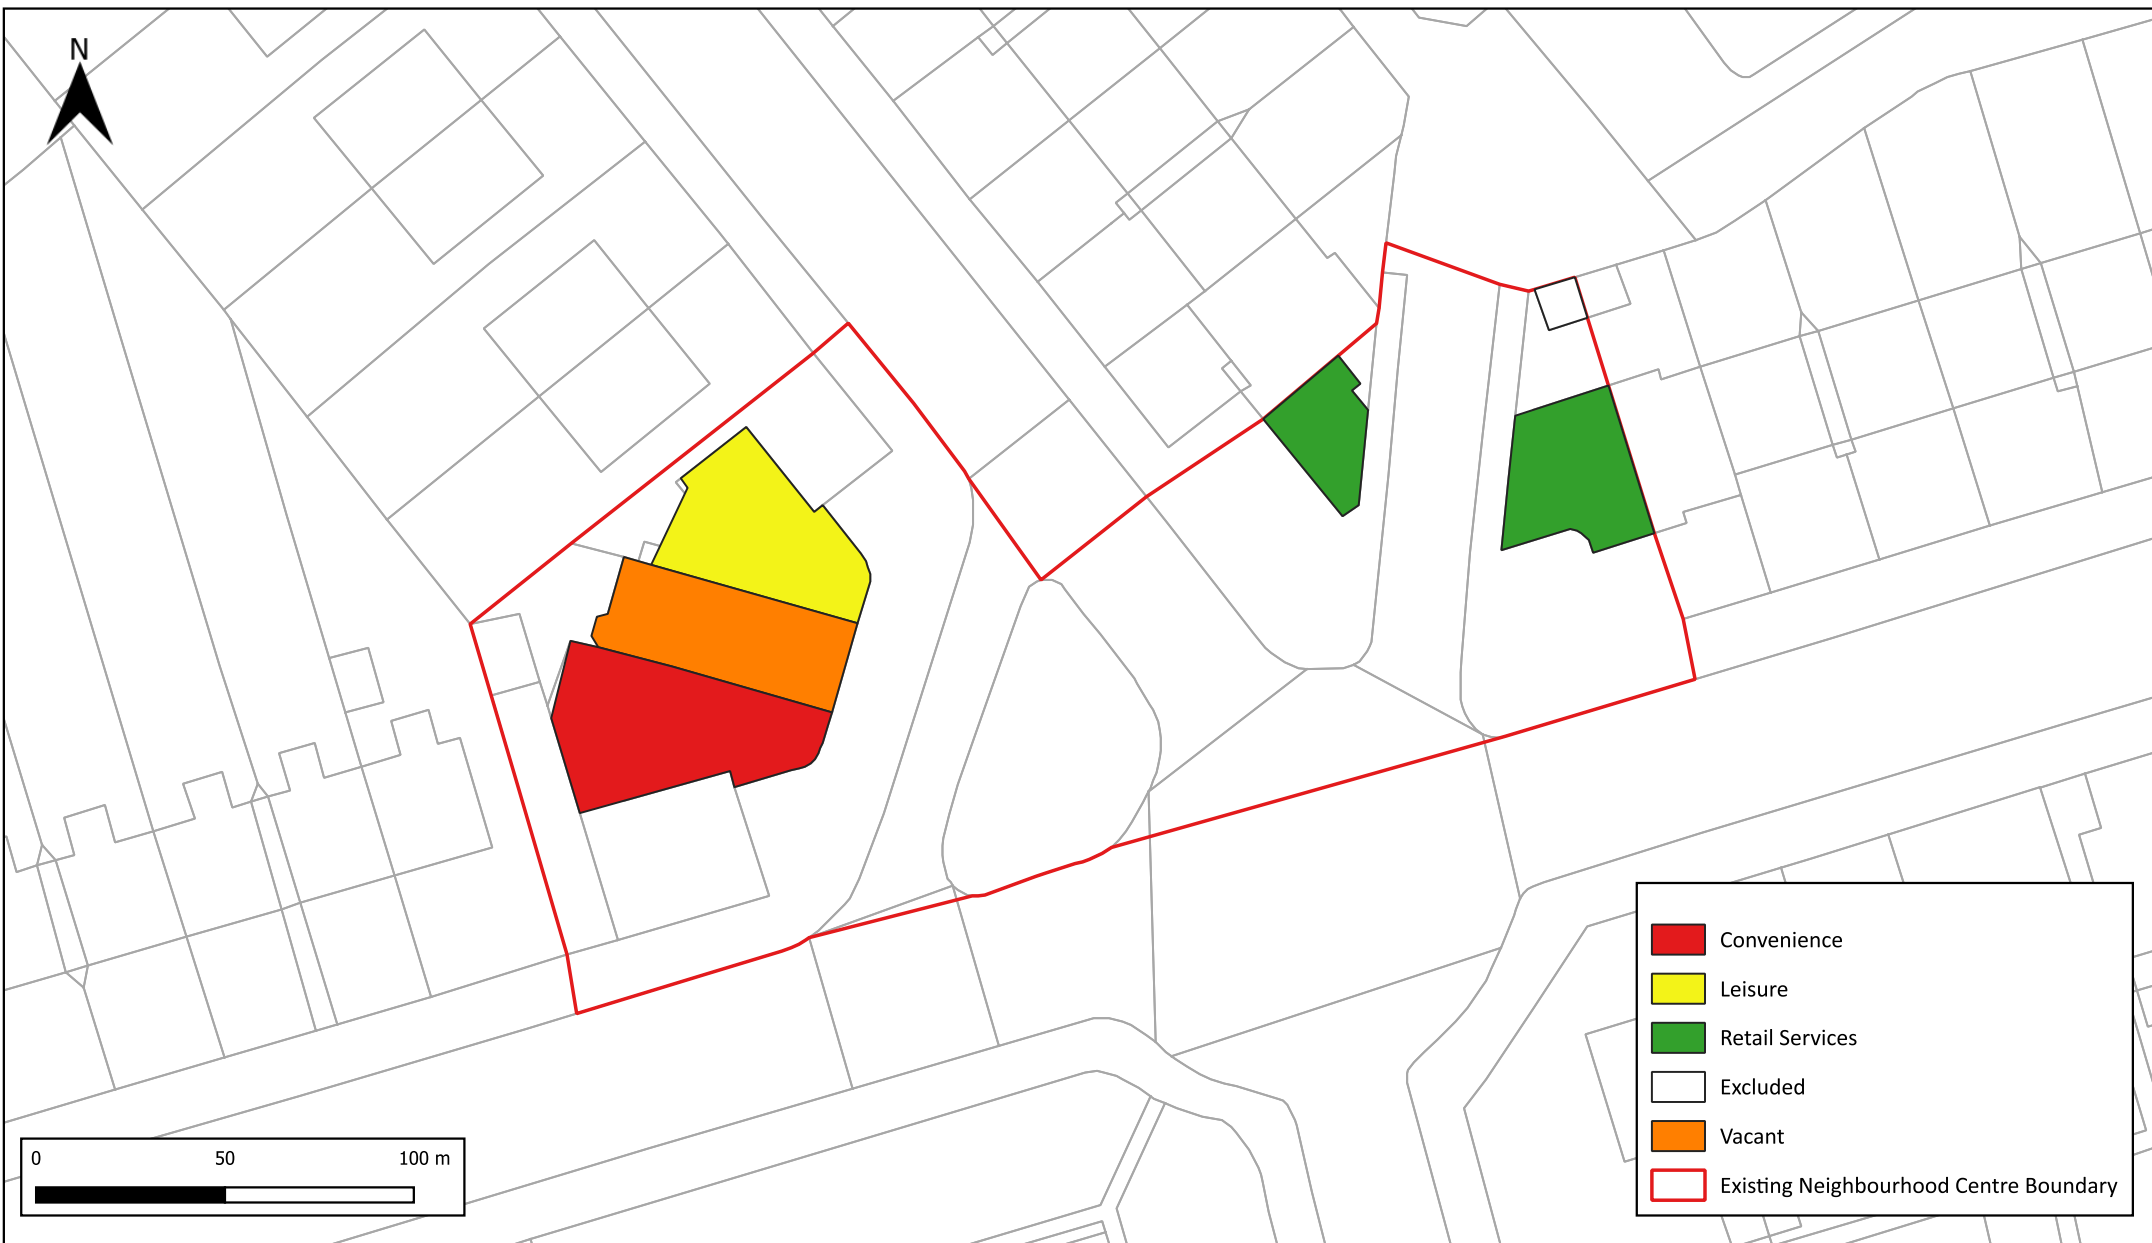 N
Convenience
Leisure
Retail Services
Excluded
Vacant
Existing Neighbourhood Centre Boundary
0 50 100 m